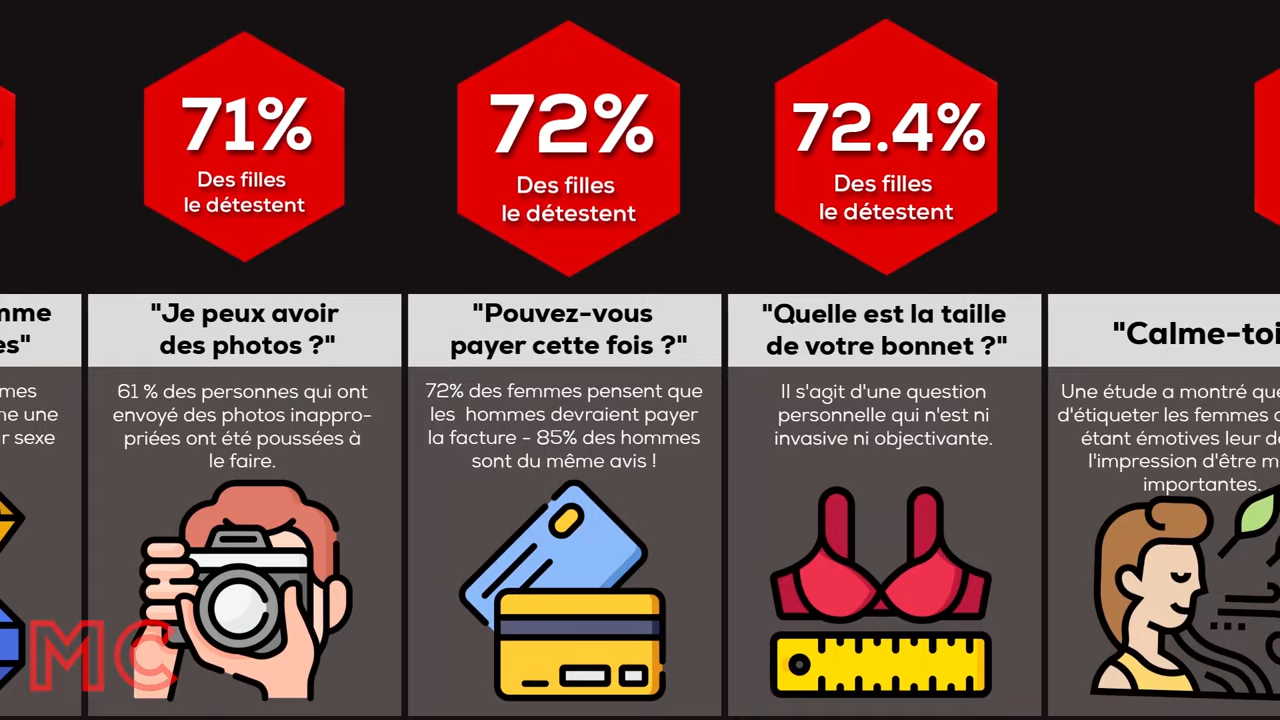 71%
Des filles
le détestent
72%
Des filles
le détestent
72.4%
Des filles
le détestent
"Je peux avoir
des photos ?"
61 % des personnes qui ont
envoyé des photos inappro-
priées ont été poussées à
le faire.
"Pouvez-vous
payer cette fois ?"
72% des femmes pensent que
les hommes devraient payer
la facture - 85% des hommes
sont du même avis !
"Quelle est la taille
de votre bonnet ?"
Il s'agit d'une question
personnelle qui n'est ni
invasive ni objectivante.
"Calme-toi
Une étude a montré que
d'étiqueter les femmes
étant émotives leur
l'impression d'être
importantes.
sexe
MC